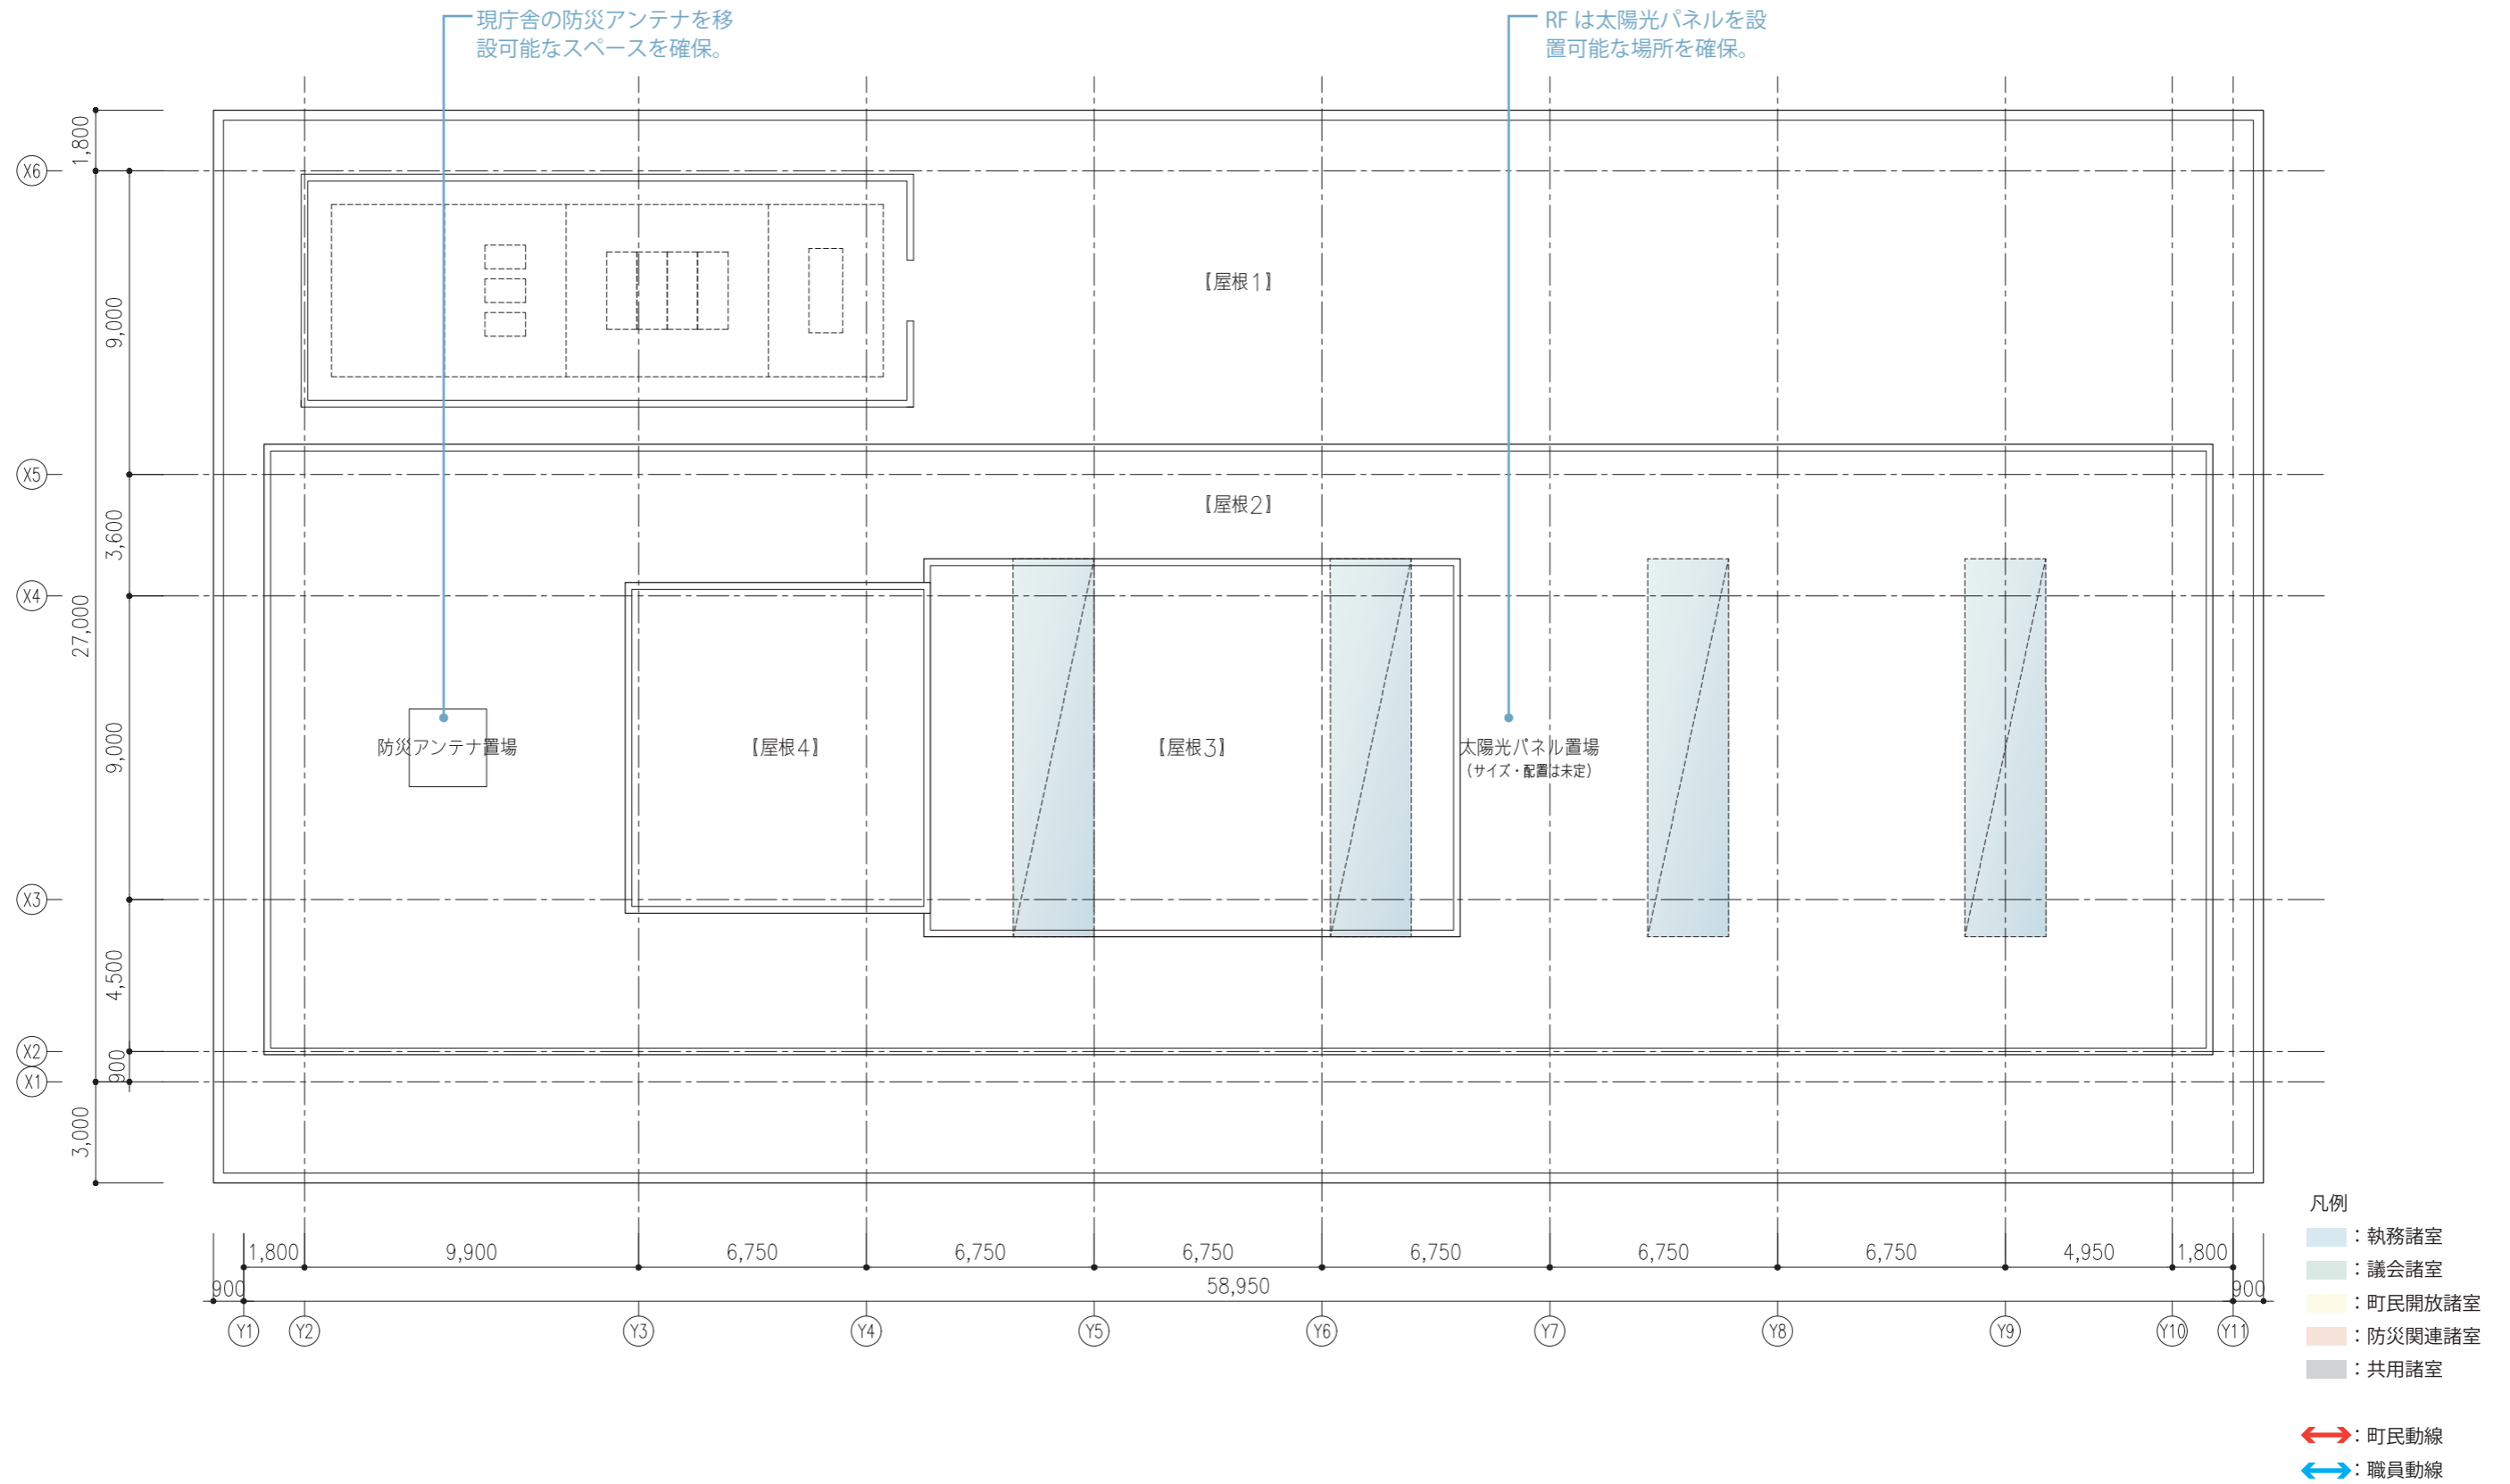 現庁舎の防災アンテナを移
設可能なスペースを確保。
RF は太陽光パネルを設
置可能な場所を確保。
1,800
X6
9,000
【屋根1】
X5
3,600
【屋根2】
X4
27,000
9,000
防災アンテナ置場
【屋根4】
【屋根3】
太陽光パネル置場
（サイズ・配置は未定）
X3
4,500
X2
900
X1
3,000
1,800
9,900
6,750
6,750
6,750
6,750
6,750
6,750
4,950
1,800
900
58,950
900
Y1
Y2
Y3
Y4
Y5
Y6
Y7
Y8
Y9
Y10
Y11
凡例
：執務諸室
：議会諸室
：町民開放諸室
：防災関連諸室
：共用諸室
：町民動線
：職員動線